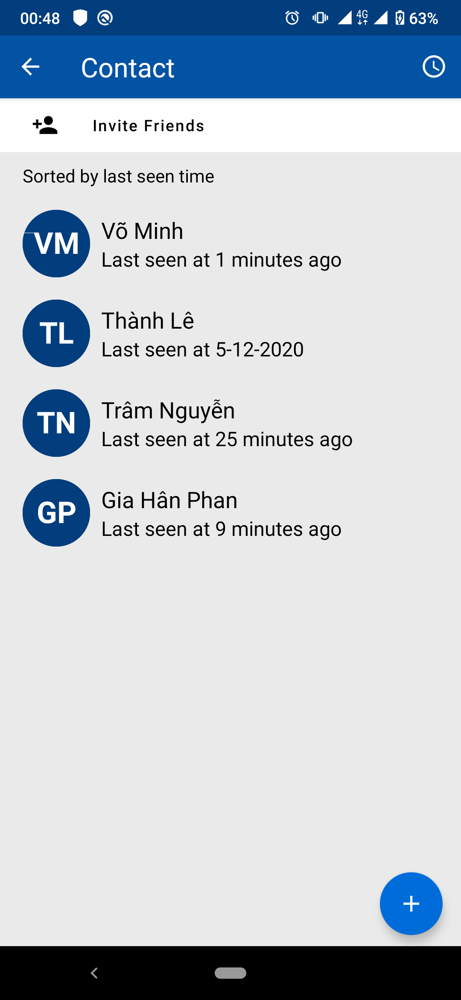 00:48
4G
63%
Contact
Invite Friends
Sorted by last seen time
VM
Võ Minh
Last seen at 1 minutes ago
TL
Thành Lê
Last seen at 5-12-2020
TN
Trâm Nguyễn
Last seen at 25 minutes ago
GP
Gia Hân Phan
Last seen at 9 minutes ago